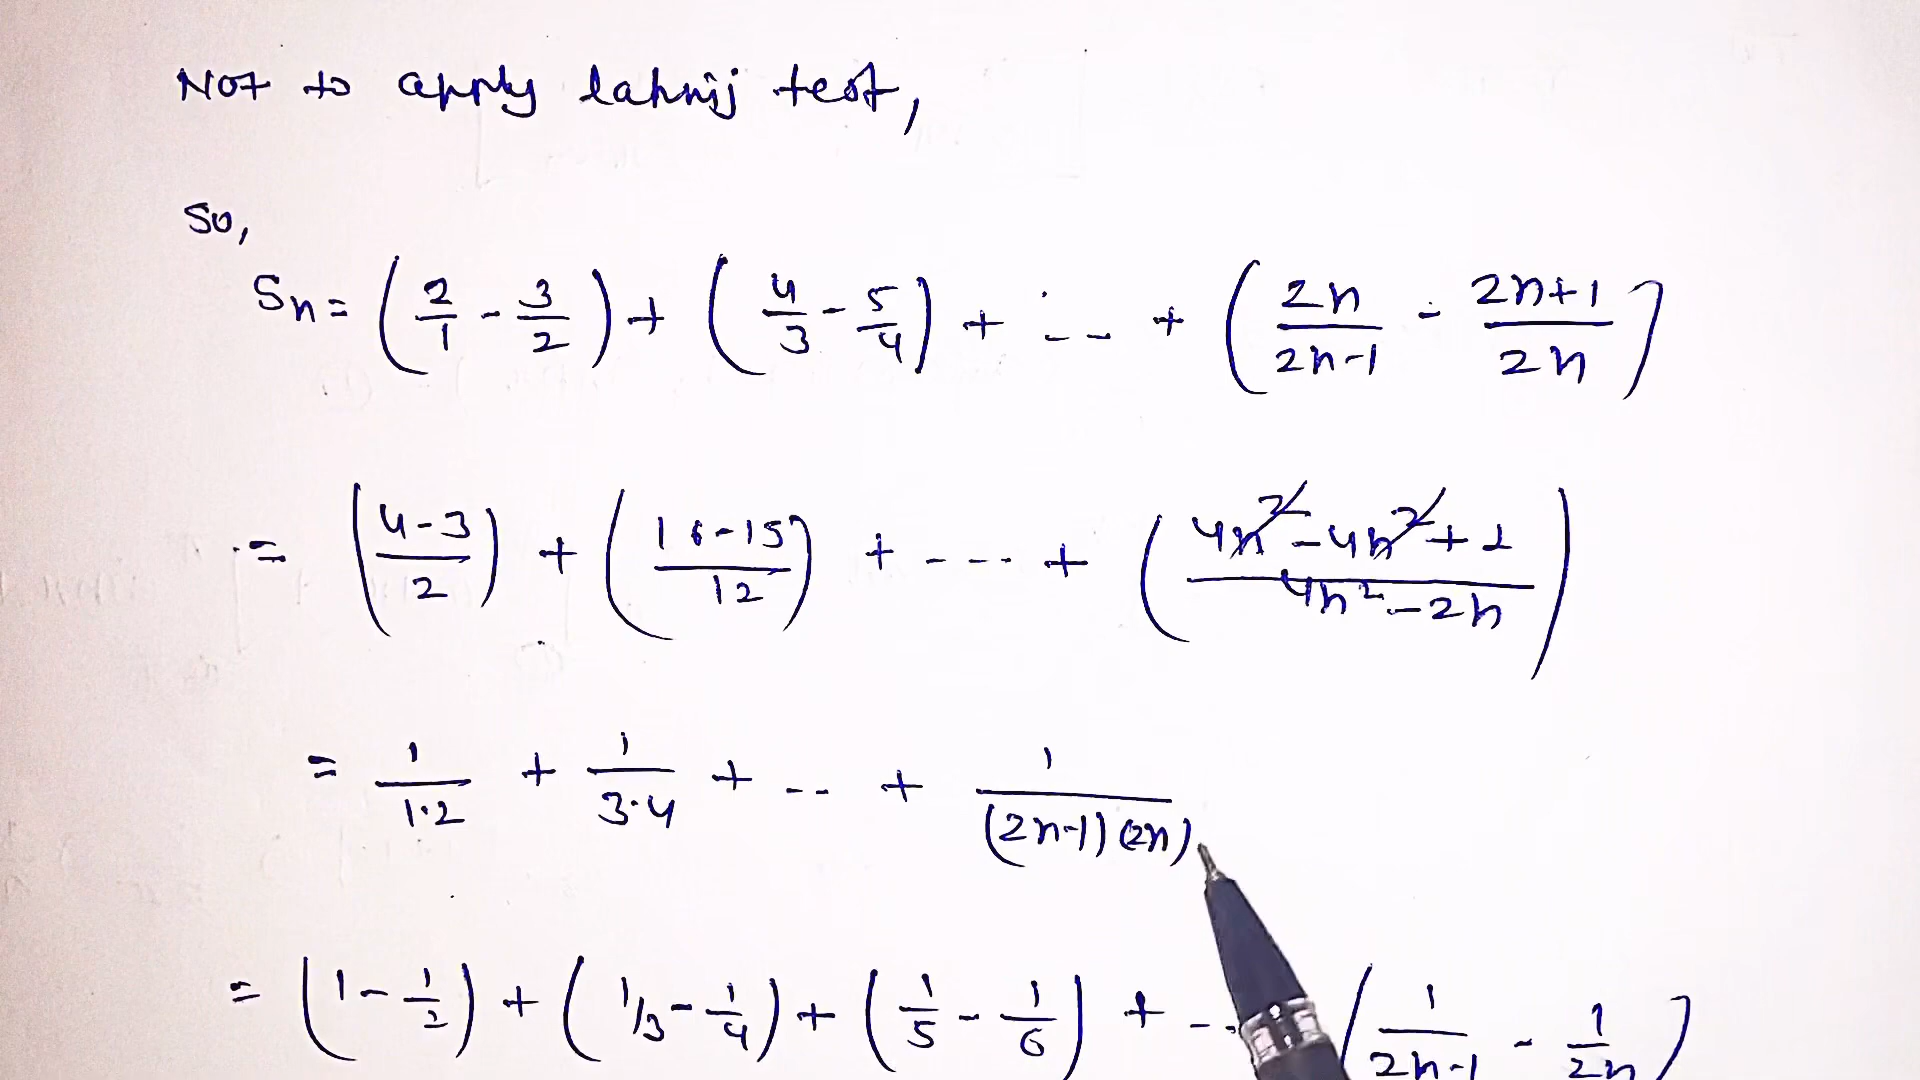 Not to apply test,
So,
Sn = (2/1 - 3/2) + (4/3 - 5/4) + - - + (2n/2n-1 - 2n+1/2n)
= (4-3/2) + (16-15/12) + - - - + (4n² - 4n² + 1/4n² - 2n)
= 1/1·2 + 1/3·4 + - - + 1/(2n-1)(2n)
= (1 - 1/2) + (1/3 - 1/4) + (1/5 - 1/6) + - - (1/2n-1 - 1/2n)